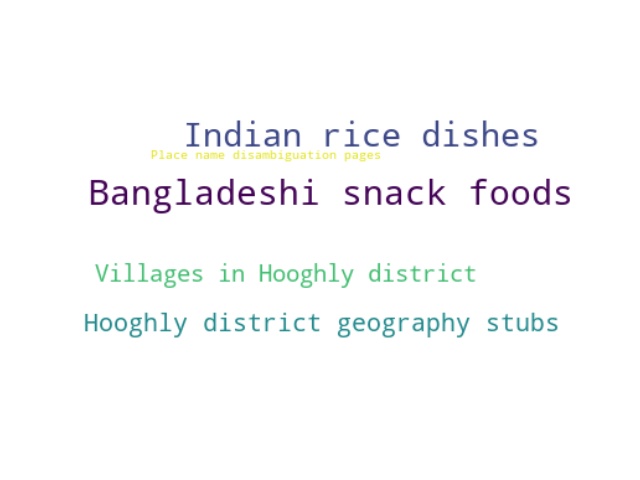 Indian rice dishes
Place name disambiguation pages
Bangladeshi snack foods
Villages in Hooghly district
Hooghly district geography stubs